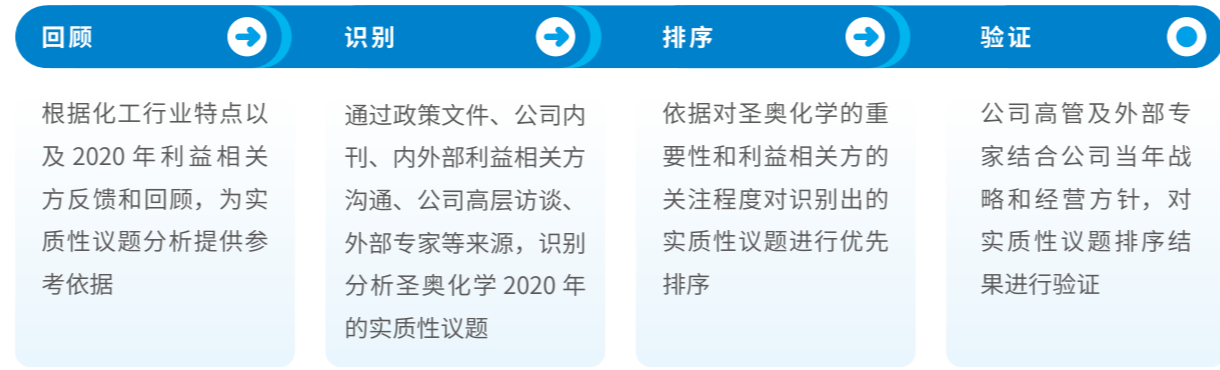 回顾
根据化工行业特点以
及 2020 年利益相关
方反馈和回顾，为实
质性议题分析提供参
考依据
识别
通过政策文件、公司内
刊、内外部利益相关方
沟通、公司高层访谈、
外部专家等来源，识别
分析圣奥化学 2020 年
的实质性议题
排序
依据对圣奥化学的重
要性和利益相关方的
关注程度对识别出的
实质性议题进行优先
排序
验证
公司高管及外部专
家结合公司当年战
略和经营方针，对
实质性议题排序结
果进行验证